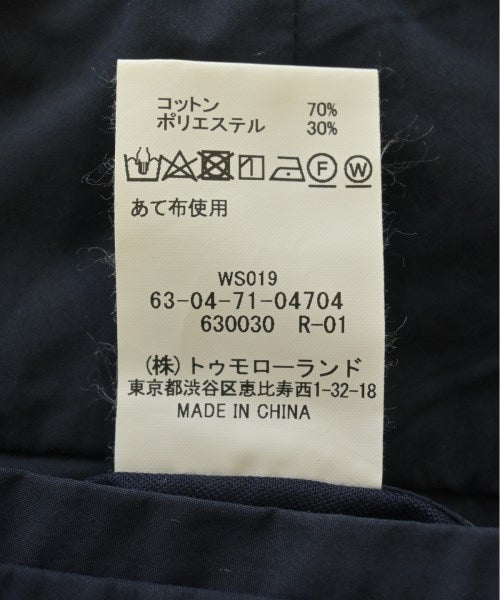 コットン 70%
ポリエステル 30%
F W
あて布使用
WS019
63-04-71-04704
630030 R-01
(株)トゥモローランド
東京都渋谷区恵比寿西1-32-18
MADE IN CHINA